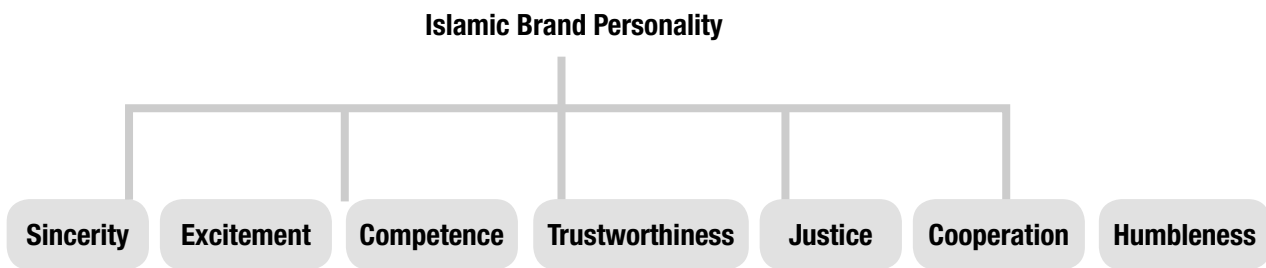 Islamic Brand Personality
Sincerity Excitement Competence Trustworthiness Justice Cooperation Humbleness